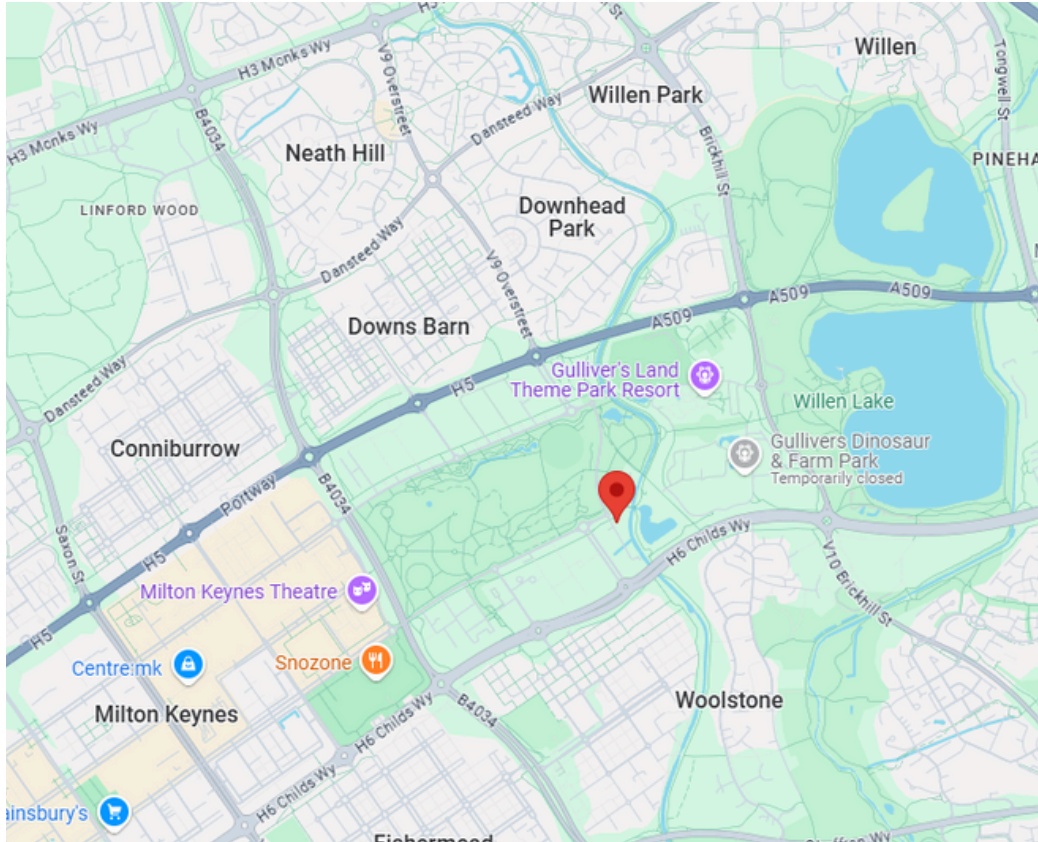 H3 Monks Wy
V9 Overstreet
Willen
Tongwell St
Willen Park
Dansteed Way
B4034
H3 Monks Wy
Neath Hill
Brickhill St
PINEHA
LINFORD WOOD
Downhead
Park
Dansteed Way
V9 Overstreet
A509
A509
A509
Downs Barn
Gulliver's Land
Theme Park Resort
Dansteed Way
H5
Willen Lake
Conniburrow
Gullivers Dinosaur
& Farm Park
Temporarily closed
B4034
Portway
H6 Childs Wy
Saxon St
H5
V10 Brickhill St
Milton Keynes Theatre
H5
Snozone
Centre:mk
Woolstone
Milton Keynes
B4034
H6 Childs Wy
ainsbury's
H6 Childs Wy